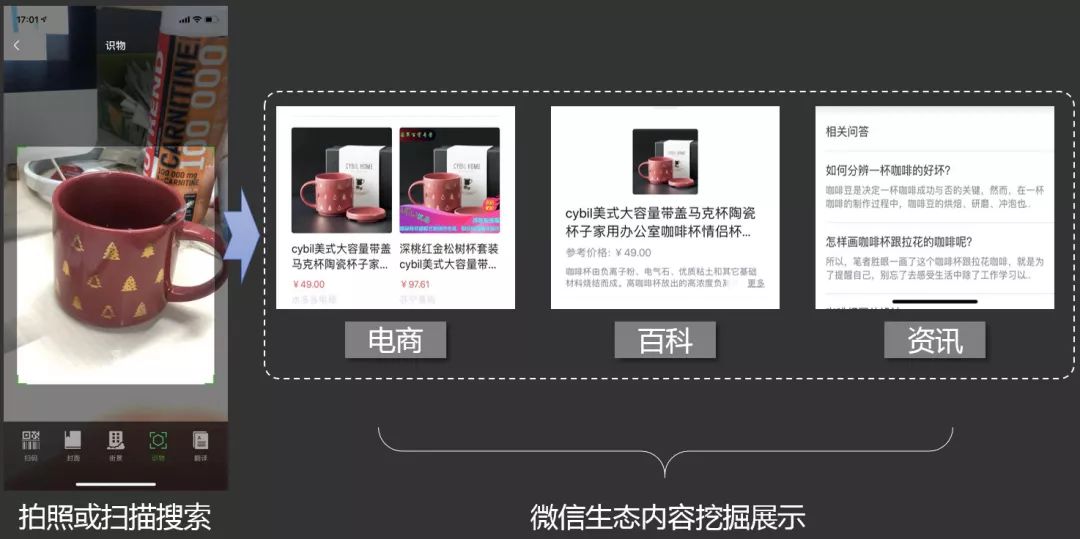 17:01
识物
TREND
CARNITINE
100 000
100 000 mg
CARNITINE
扫码
封面
街景
识物
翻译
拍照或扫描搜索
CYBIL HOME
cybil美式大容量带盖
马克杯陶瓷杯子家...
￥49.00
CYBIL HOME
深桃红金松树杯套装
cybil美式大容量带...
￥97.61
电商
cybil美式大容量带盖马克杯陶瓷
杯子家用办公室咖啡杯情侣杯...
参考价格: ￥49.00
咖啡杯由负离子粉、电气石，优质粘土和其它基础
材料烧结而成。高咖啡杯放出的高浓度负离
更多
百科
相关问答
如何分辨一杯咖啡的好坏?
咖啡豆是决定一杯咖啡成功与否的关键，然而，在一杯
咖啡的制作过程中，咖啡豆的烘焙、研磨、冲泡也..
怎样画咖啡杯跟拉花的咖啡呢?
所以，笔者胜眼一画了这个咖啡杯跟拉花咖啡，就是为
了提醒自己，别忘了去感受生活中除了工作学习以..
资讯
微信生态内容挖掘展示